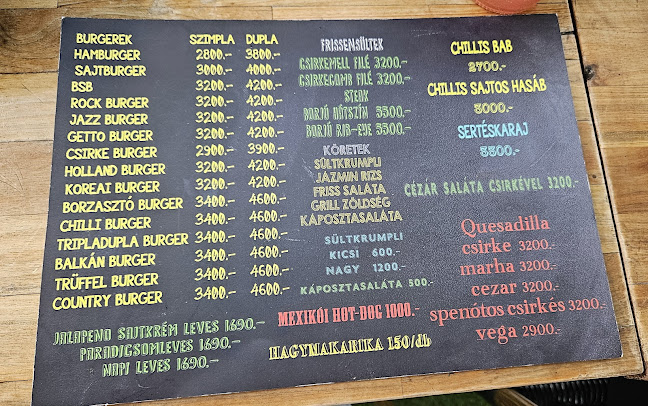 BURGEREK SZIMPLA DUPLA
HAMBURGER 2800.- 3800.-
SAJTBURGER 3000.- 4000.-
BSB 3200.- 4200.-
ROCK BURGER 3200.- 4200.-
JAZZ BURGER 3200.- 4200.-
GETTO BURGER 3200.- 4200.-
CSIRKE BURGER 2900.- 3900.-
HOLLAND BURGER 3200.- 4200.-
KOREAI BURGER 3200.- 4200.-
BORZASZTÓ BURGER 3400.- 4600.-
CHILLI BURGER 3400.- 4600.-
TRIPLADUPLA BURGER 3400.- 4600.-
BALKÁN BURGER 3400.- 4600.-
TRÜFFEL BURGER 3400.- 4600.-
COUNTRY BURGER 3400.- 4600.-
JALAPENO SAJTKRÉM LEVES 1690.-
PARADICSOMLEVES 1690.-
NAPI LEVES 1690.-
FRISSENSÜLTEK
CSIRKEMELL FILÉ 3200.-
CSIRKECOMB FILÉ 3200.-
STEAK
BORJÚ HÁTSZÍN 5500.-
BORJÚ RIB-EYE 5500.-
KÖRETEK
SÜLTKRUMPLI
JÁZMIN RIZS
FRISS SALÁTA
GRILL ZÖLDSÉG
KÁPOSZTASALÁTA
SÜLTKRUMPLI
KICSI 600.-
NAGY 1200.-
KÁPOSZTASALÁTA 500.-
MEXIKÓI HOT-DOG 1000.-
HAGYMAKARIKA 150/db
CHILLIS BAB
2700.-
CHILLIS SAJTOS HASÁB
3000.-
SERTÉSKARAJ
3300.-
CÉZÁR SALÁTA CSIRKÉVEL 3200.-
Quesadilla
csirke 3200.-
marha 3200.-
cezar 3200.-
spenótos csirkés 3200.-
vega 2900.-